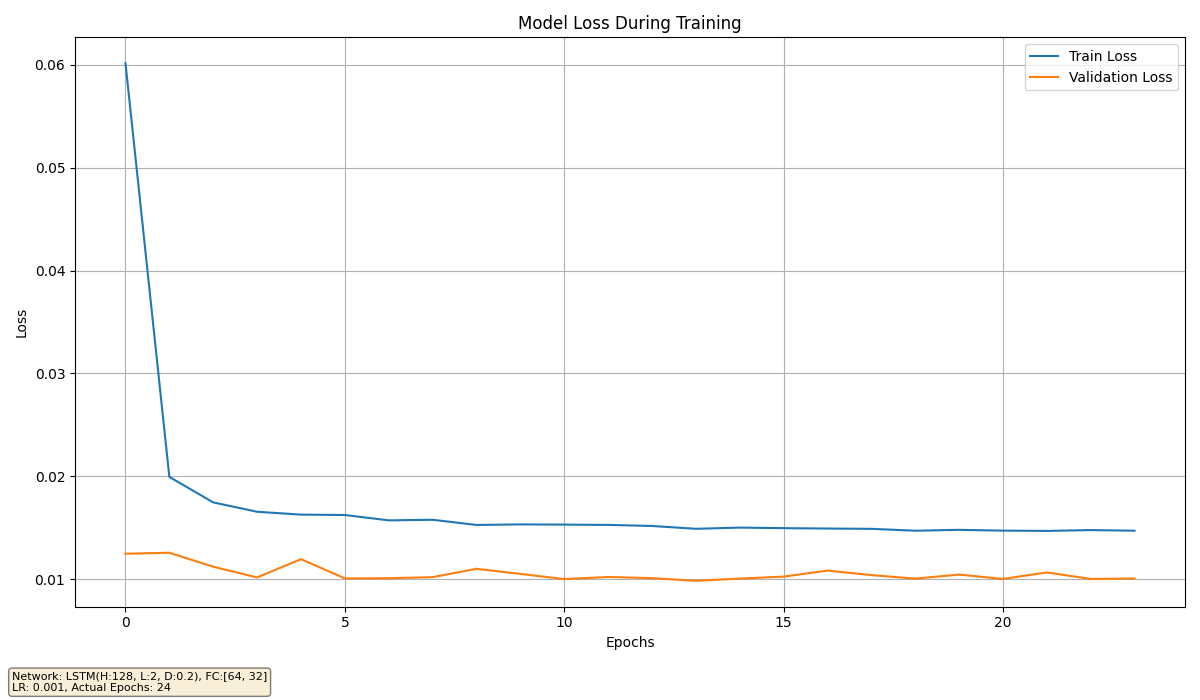 Model Loss During Training
Train Loss
Validation Loss
0.06
0.05
0.04
0.03
0.02
0.01
Loss
0 5 10 15 20
Epochs
Network: LSTM(H:128, L:2, D:0.2), FC:[64, 32]
LR: 0.001, Actual Epochs: 24